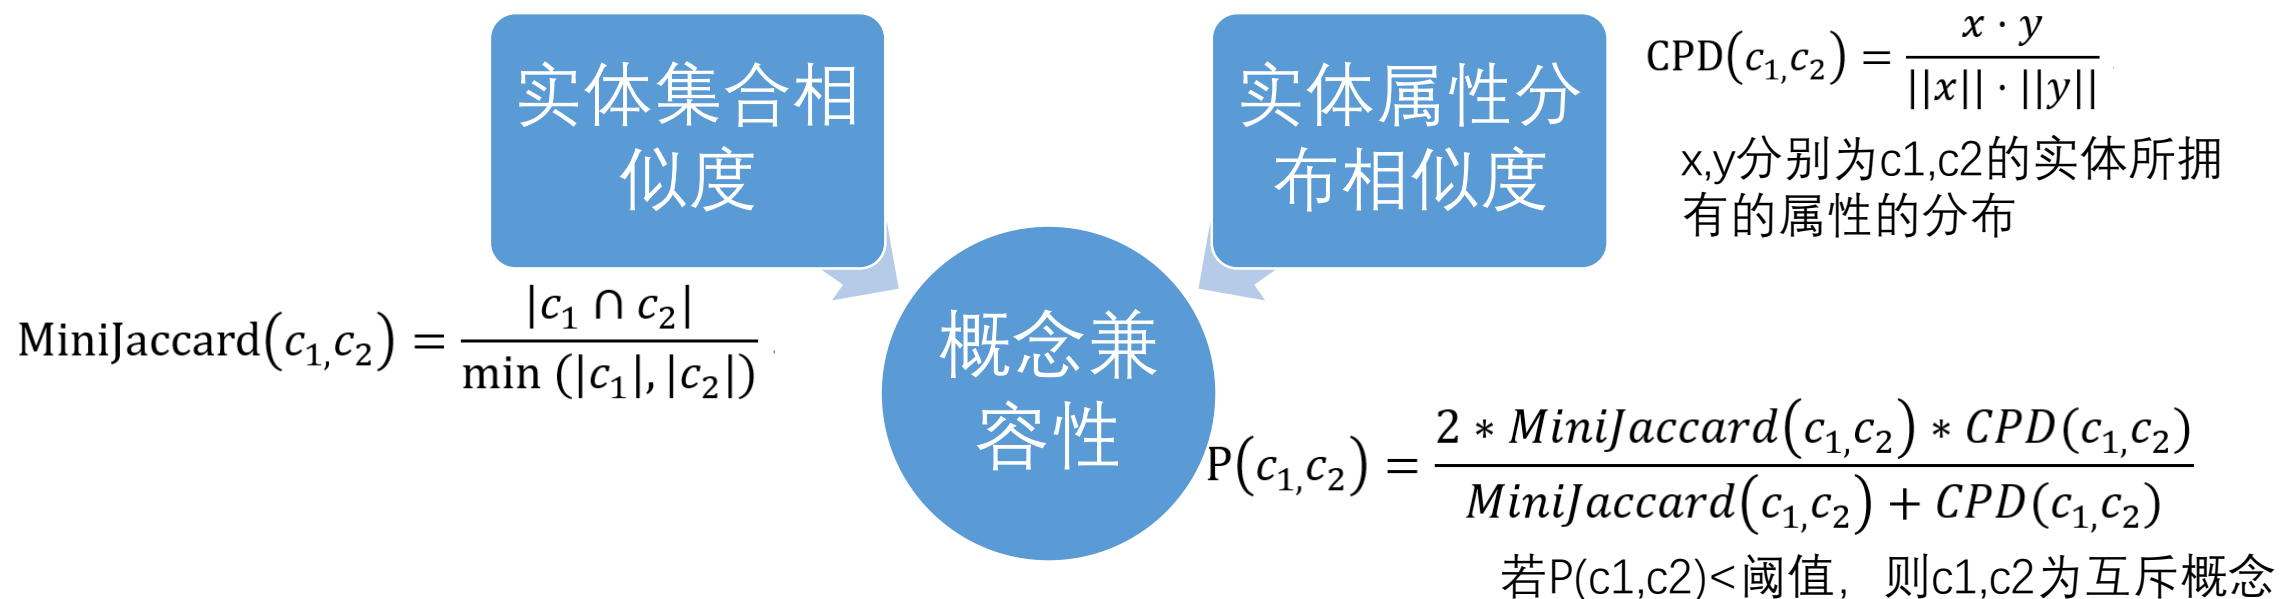 实体集合相
似度
实体属性分
布相似度
CPD(c₁,c₂) = x · y / ||x|| · ||y||
x,y分别为c1,c2的实体所拥
有的属性的分布
MiniJaccard(c₁,c₂) = |c₁ ∩ c₂| / min (|c₁|, |c₂|)
概念兼
容性
P(c₁,c₂) = 2 * MiniJaccard(c₁,c₂) * CPD(c₁,c₂) / MiniJaccard(c₁,c₂) + CPD(c₁,c₂)
若P(c1,c2)<阈值，则c1,c2为互斥概念